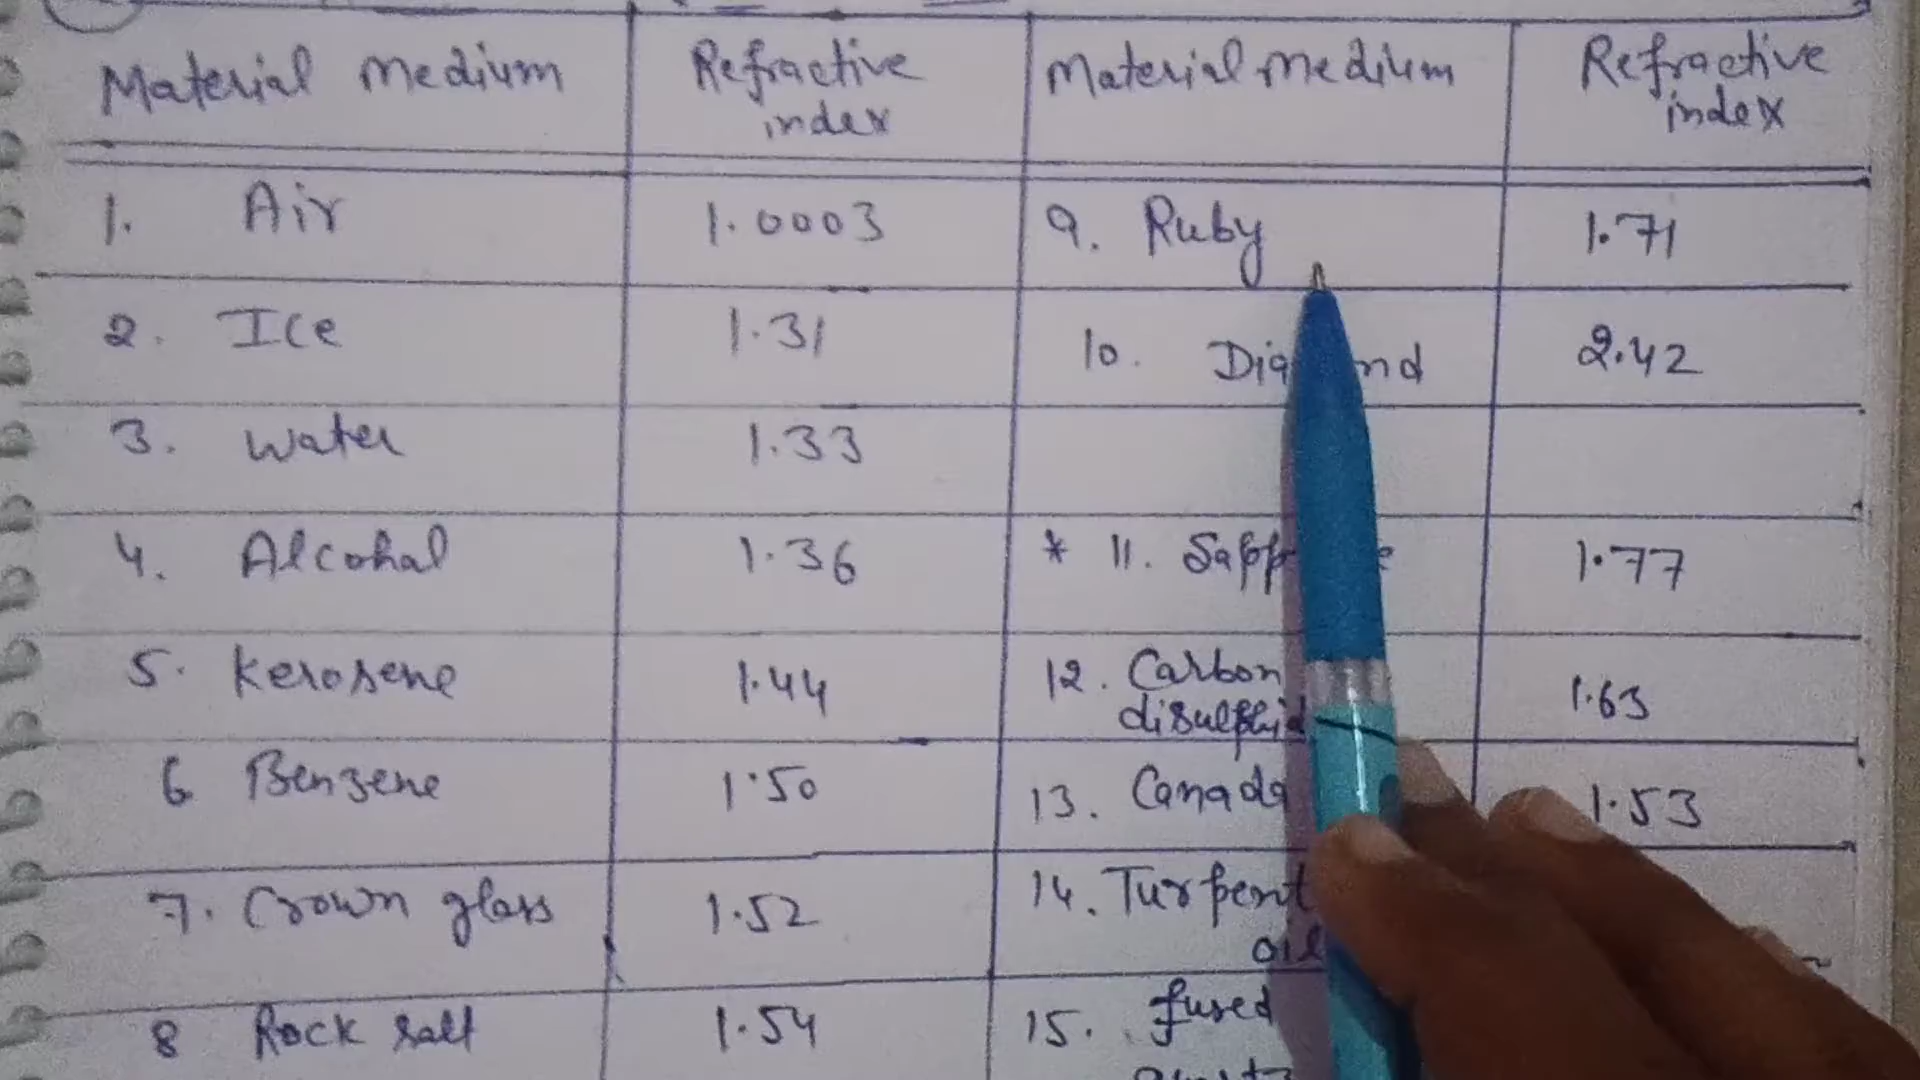 Material medium Refractive index Material medium Refractive index
1. Air 1.0003 9. Ruby 1.71
2. Ice 1.31 10. 2.42
3. Water 1.33
4. Alcohal 1.36 * 11. 1.77
5. Kerosene 1.44 12. Carbon 1.63
6 Benzene 1.50 13. Canada 1.53
7. Crown glass 1.52 14.
oil
8 Rock salt 1.54 15. fused